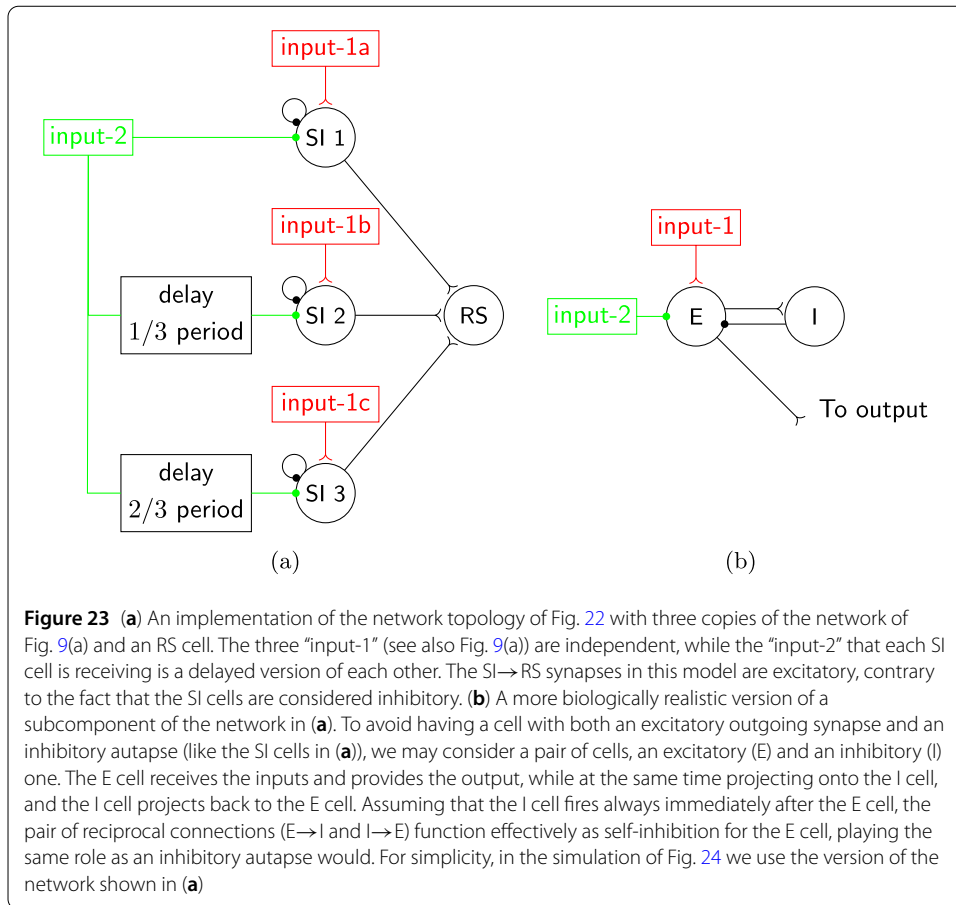 input-1a
input-2
SI 1
input-1b
delay
1/3 period
SI 2
RS
input-1c
delay
2/3 period
SI 3
(a)
input-1
input-2
E
I
To output
(b)
Figure 23 (a) An implementation of the network topology of Fig. 22 with three copies of the network of
Fig. 9(a) and an RS cell. The three “input-1” (see also Fig. 9(a)) are independent, while the “input-2” that each SI
cell is receiving is a delayed version of each other. The SI→RS synapses in this model are excitatory, contrary
to the fact that the SI cells are considered inhibitory. (b) A more biologically realistic version of a
subcomponent of the network in (a). To avoid having a cell with both an excitatory outgoing synapse and an
inhibitory autapse (like the SI cells in (a)), we may consider a pair of cells, an excitatory (E) and an inhibitory (I)
one. The E cell receives the inputs and provides the output, while at the same time projecting onto the I cell,
and the I cell projects back to the E cell. Assuming that the I cell fires always immediately after the E cell, the
pair of reciprocal connections (E→I and I→E) function effectively as self-inhibition for the E cell, playing the
same role as an inhibitory autapse would. For simplicity, in the simulation of Fig. 24 we use the version of the
network shown in (a)